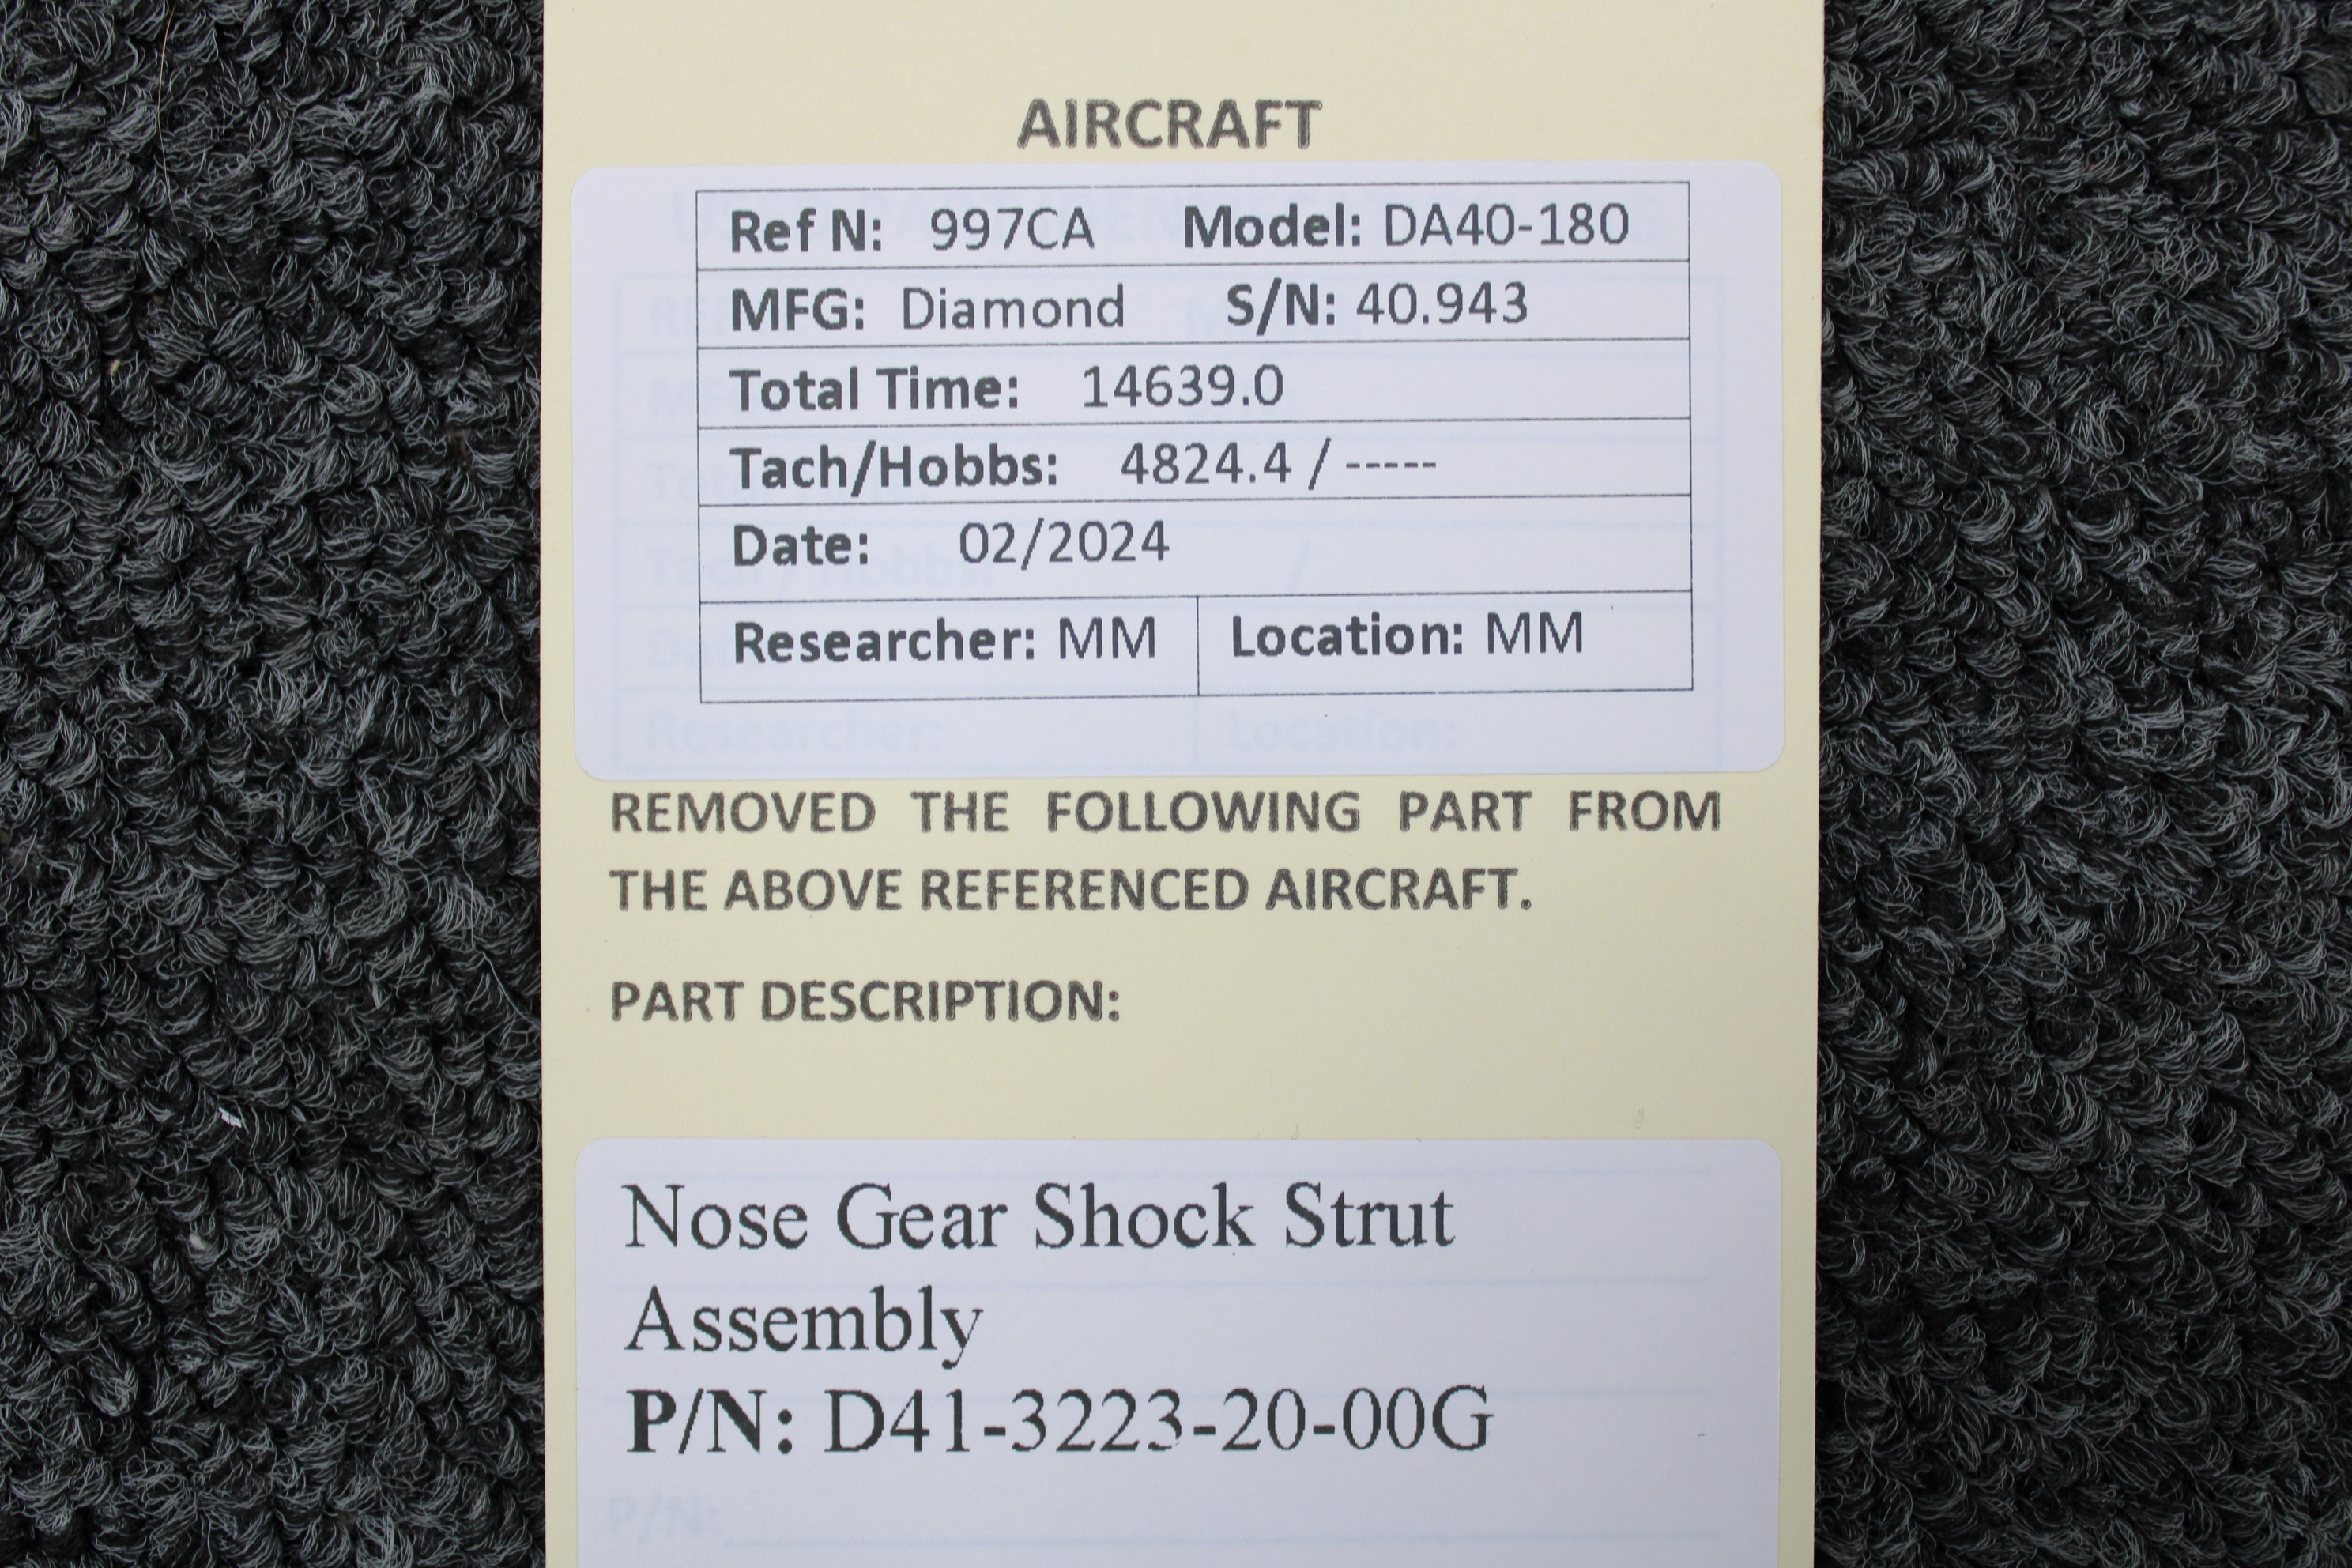 AIRCRAFT
Ref N: 997CA Model: DA40-180
MFG: Diamond S/N: 40.943
Total Time: 14639.0
Tach/Hobbs: 4824.4 / -----
Date: 02/2024
Researcher: MM Location: MM
Researcher: Location:
REMOVED THE FOLLOWING PART FROM
THE ABOVE REFERENCED AIRCRAFT.
PART DESCRIPTION:
Nose Gear Shock Strut
Assembly
P/N: D41-3223-20-00G
P/N: